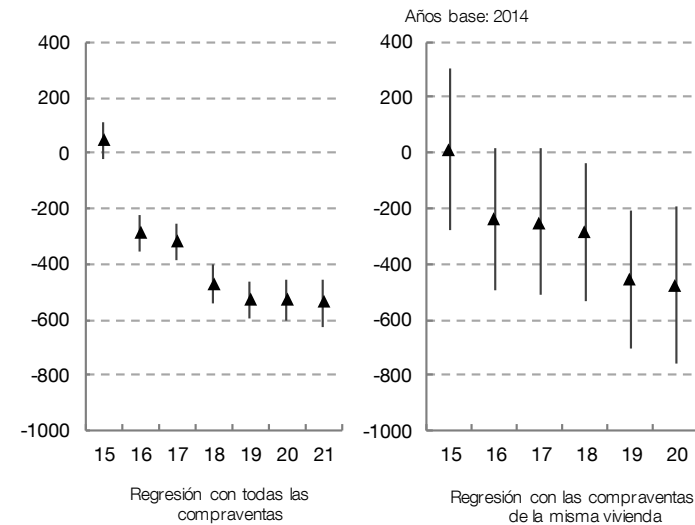 Años base: 2014
400
200
0
-200
-400
-600
-800
-1000
15 16 17 18 19 20 21
Regresión con todas las
compraventas
400
200
0
-200
-400
-600
-800
-1000
15 16 17 18 19 20
Regresión con las compraventas
de la misma vivienda